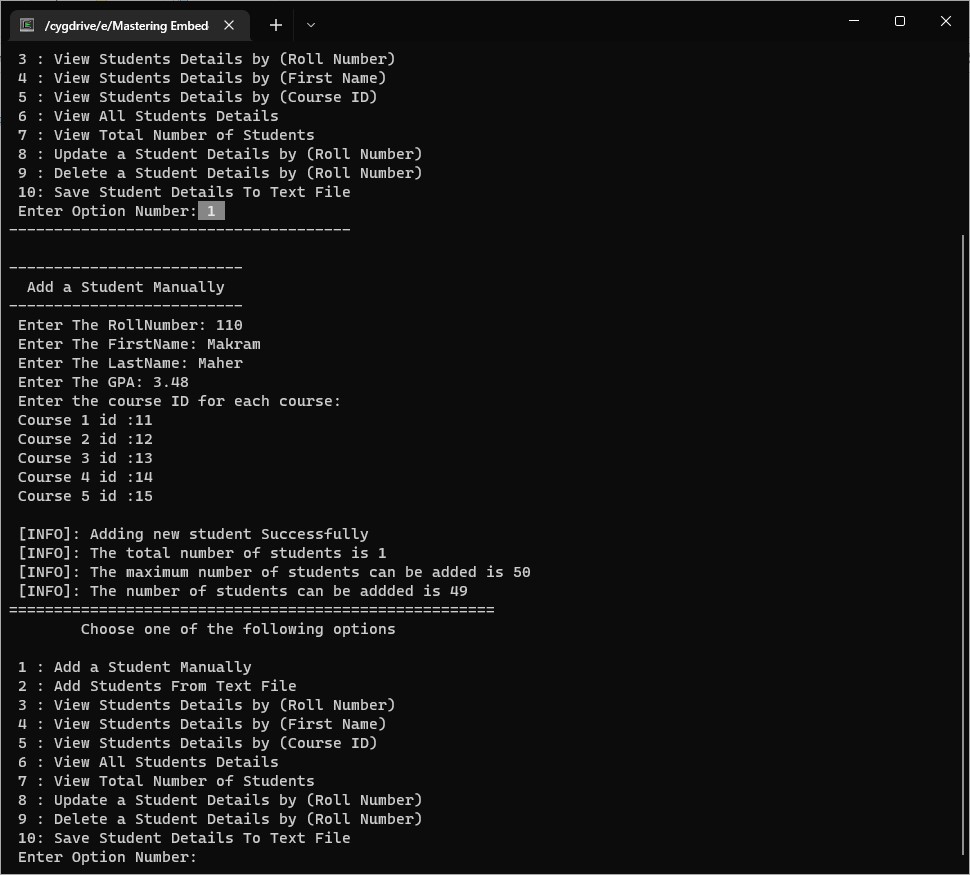 /cygdrive/e/Mastering Embed
3 : View Students Details by (Roll Number)
4 : View Students Details by (First Name)
5 : View Students Details by (Course ID)
6 : View All Students Details
7 : View Total Number of Students
8 : Update a Student Details by (Roll Number)
9 : Delete a Student Details by (Roll Number)
10: Save Student Details To Text File
Enter Option Number: 1
--------------------------------------
--------------------------
Add a Student Manually
--------------------------
Enter The RollNumber: 110
Enter The FirstName: Makram
Enter The LastName: Maher
Enter The GPA: 3.48
Enter the course ID for each course:
Course 1 id :11
Course 2 id :12
Course 3 id :13
Course 4 id :14
Course 5 id :15
[INFO]: Adding new student Successfully
[INFO]: The total number of students is 1
[INFO]: The maximum number of students can be added is 50
[INFO]: The number of students can be addded is 49
======================================================
Choose one of the following options
1 : Add a Student Manually
2 : Add Students From Text File
3 : View Students Details by (Roll Number)
4 : View Students Details by (First Name)
5 : View Students Details by (Course ID)
6 : View All Students Details
7 : View Total Number of Students
8 : Update a Student Details by (Roll Number)
9 : Delete a Student Details by (Roll Number)
10: Save Student Details To Text File
Enter Option Number: